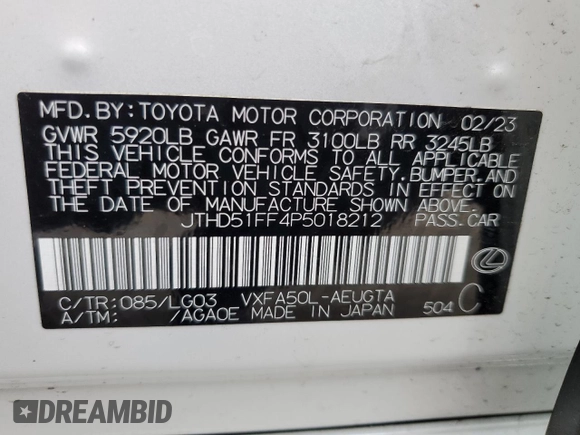 MFD.BY:TOYOTA MOTOR CORPORATION 02/23
GVWR 5920LB GAWR FR 3100LB RR 3245LB
THIS VEHICLE CONFORMS TO ALL APPLICABLE
FEDERAL MOTOR VEHICLE SAFETY,BUMPER,AND
THEFT PREVENTION STANDARDS IN EFFECT ON
THE DATE OF MANUFACTURE SHOWN ABOVE.
JTHD51FF4P5018212 PASS.CAR
C/TR:085/LG03 VXFA50L-AEUGTA
A/TM: /AGA0E MADE IN JAPAN 504 C
DREAMBID